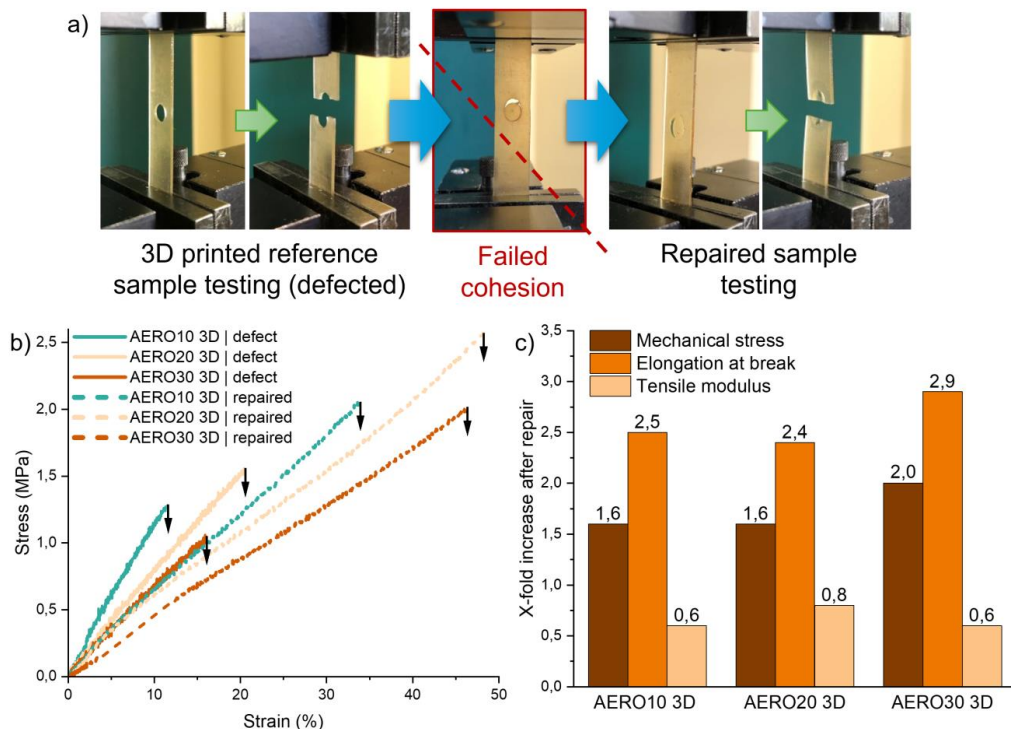 a)
3D printed reference
sample testing (defected)
Failed
cohesion
Repaired sample
testing
b)
2,5
2,0
1,5
1,0
0,5
0,0
Stress (MPa)
AERO10 3D | defect
AERO20 3D | defect
AERO30 3D | defect
AERO10 3D | repaired
AERO20 3D | repaired
AERO30 3D | repaired
0 10 20 30 40 50
Strain (%)
c)
3,5
3,0
2,5
2,0
1,5
1,0
0,5
0,0
X-fold increase after repair
Mechanical stress
Elongation at break
Tensile modulus
1,6 2,5 0,6
1,6 2,4 0,8
2,0 2,9 0,6
AERO10 3D AERO20 3D AERO30 3D